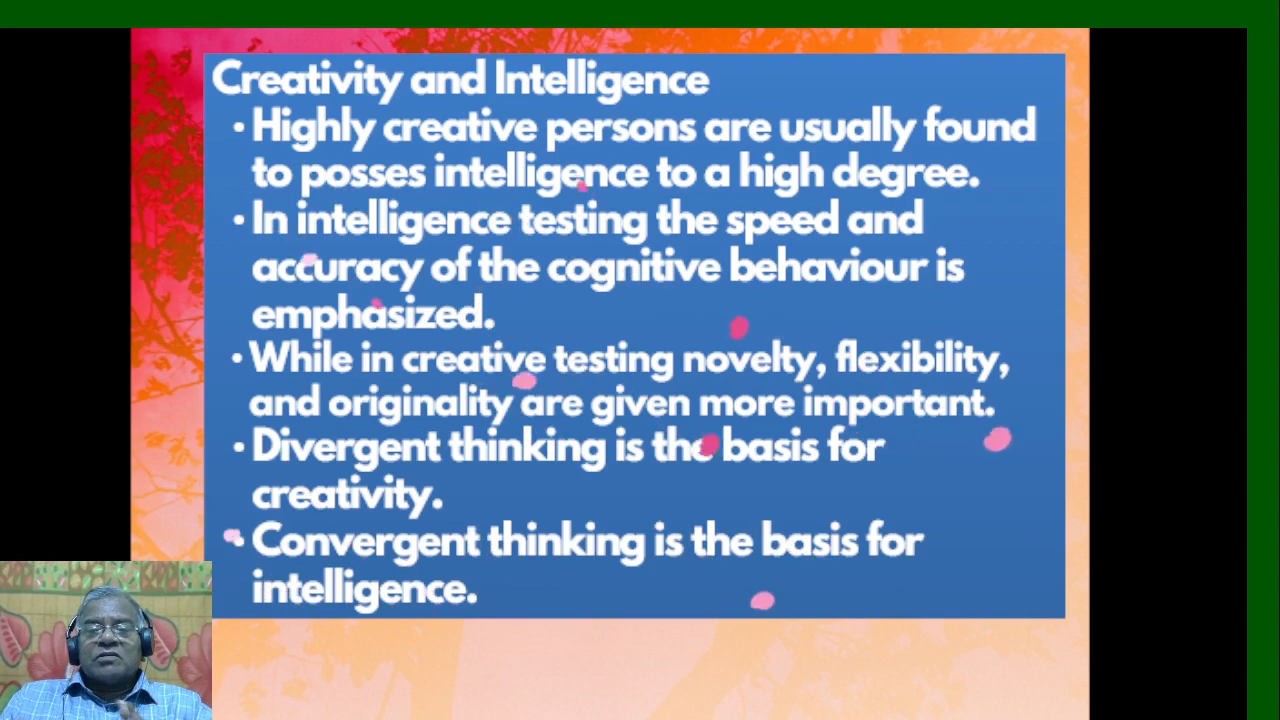 Creativity and Intelligence
• Highly creative persons are usually found
to posses intelligence to a high degree.
• In intelligence testing the speed and
accuracy of the cognitive behaviour is
emphasized.
• While in creative testing novelty, flexibility,
and originality are given more important.
• Divergent thinking is the basis for
creativity.
• Convergent thinking is the basis for
intelligence.